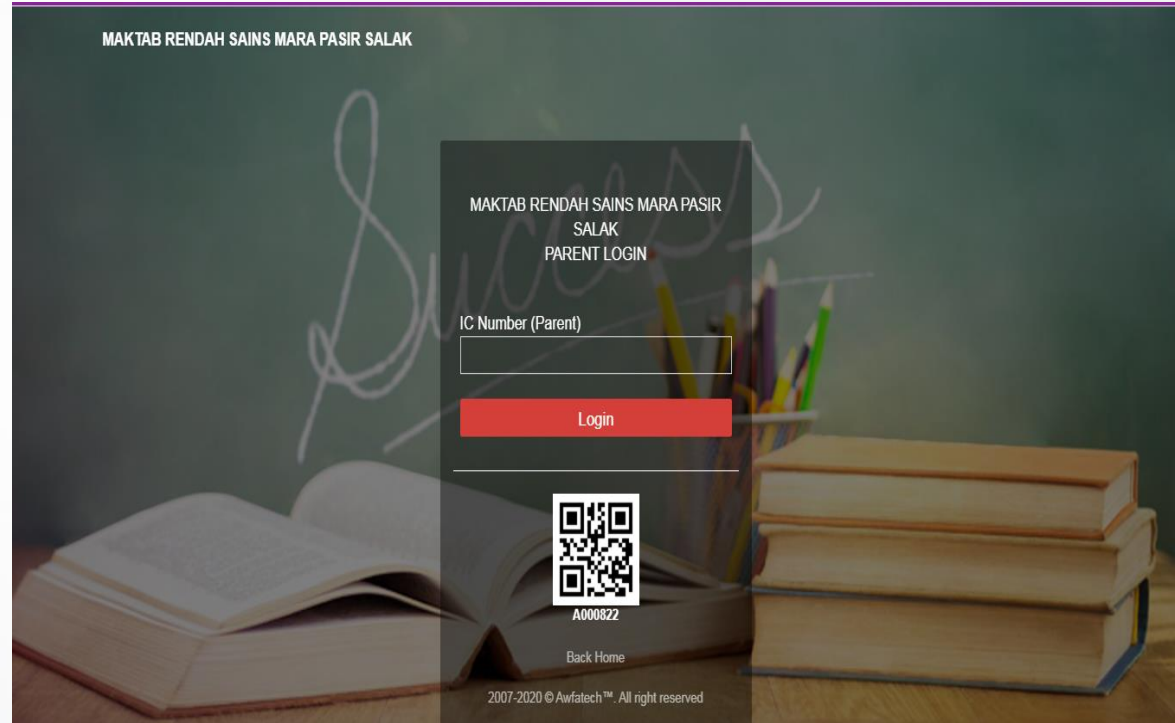 MAKTAB RENDAH SAINS MARA PASIR SALAK
Success
MAKTAB RENDAH SAINS MARA PASIR
SALAK
PARENT LOGIN
IC Number (Parent)
Login
A000822
Back Home
2007-2020 © Awfatech™. All right reserved